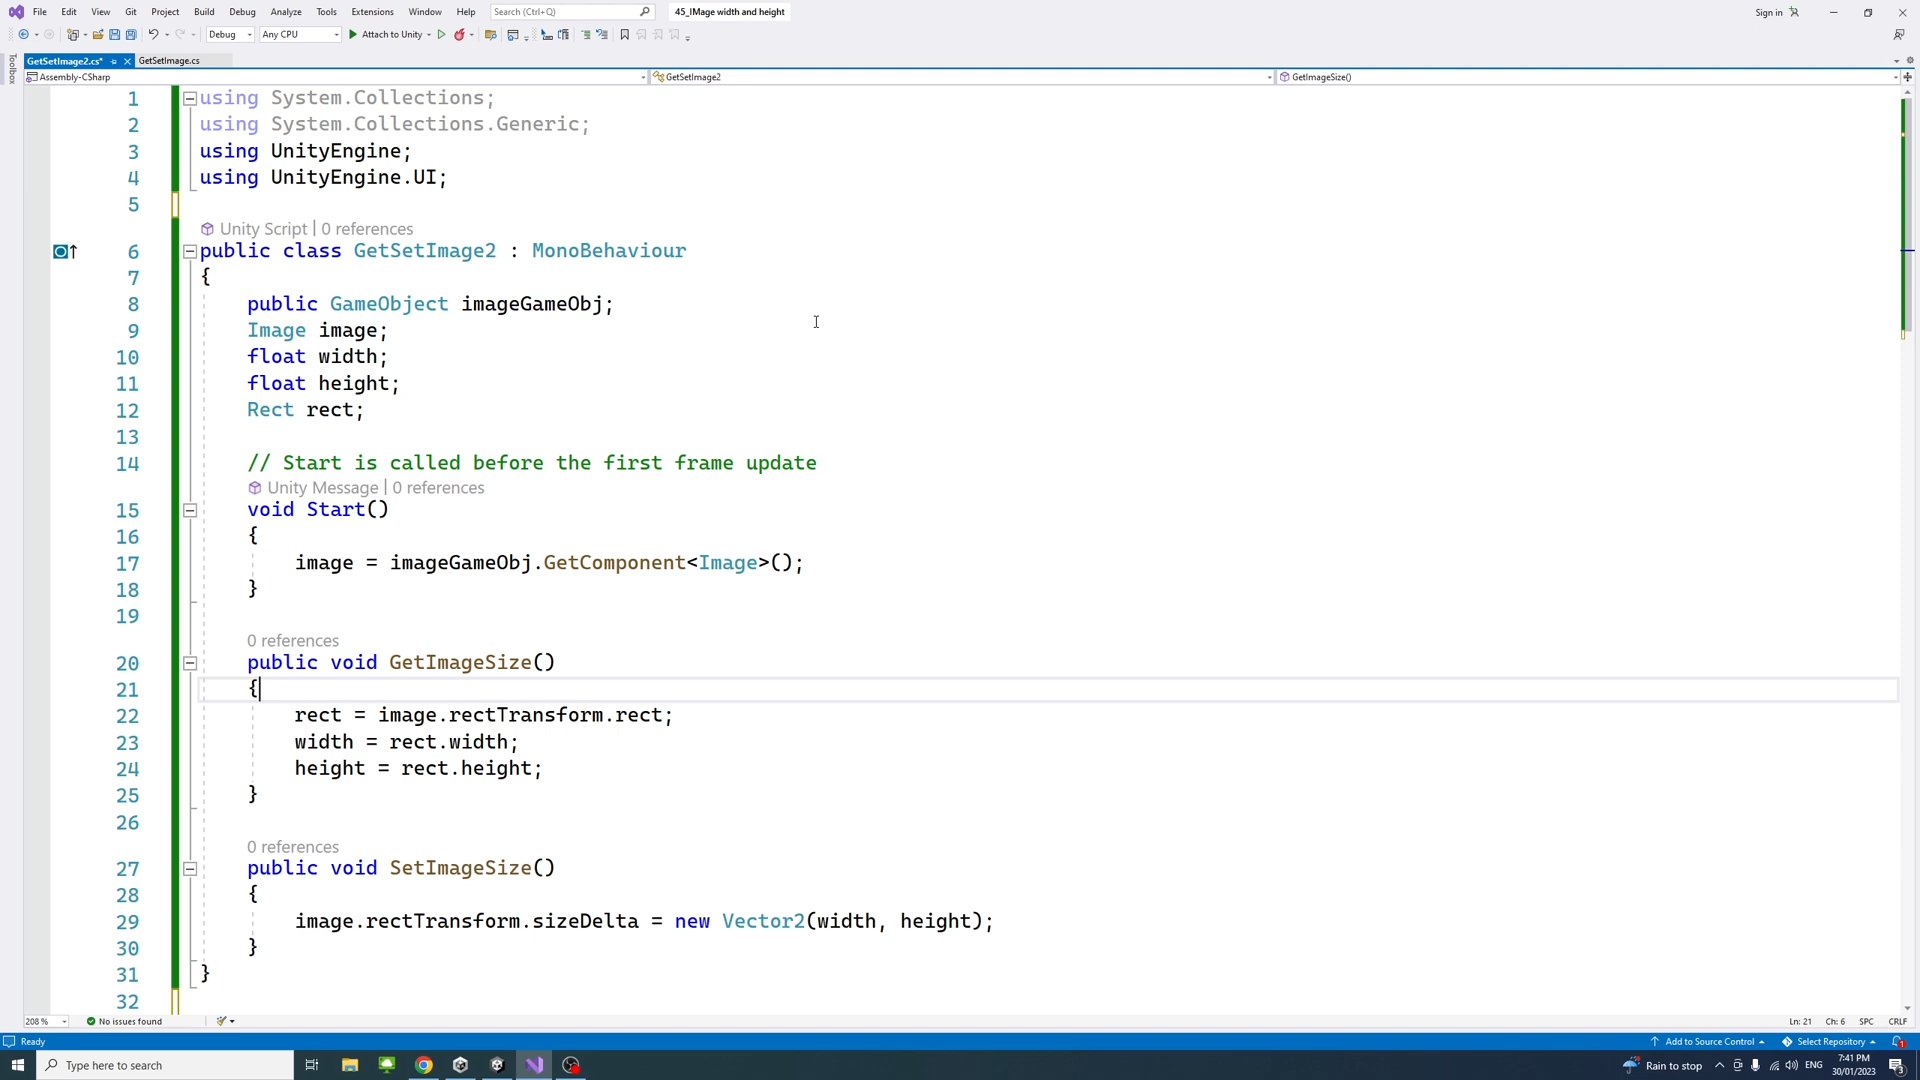 File Edit View Git Project Build Debug Analyze Tools Extensions Window Help Search (Ctrl+Q) 45_IMage width and height Sign in
Debug Any CPU Attach to Unity
Toolbox
GetSetImage2.cs* GetSetImage.cs
Assembly-CSharp GetSetImage2 GetImageSize()
1 using System.Collections;
2 using System.Collections.Generic;
3 using UnityEngine;
4 using UnityEngine.UI;
5
Unity Script | 0 references
6 public class GetSetImage2 : MonoBehaviour
7 {
8 public GameObject imageGameObj;
9 Image image;
10 float width;
11 float height;
12 Rect rect;
13
14 // Start is called before the first frame update
Unity Message | 0 references
15 void Start()
16 {
17 image = imageGameObj.GetComponent<Image>();
18 }
19
0 references
20 public void GetImageSize()
21 {
22 rect = image.rectTransform.rect;
23 width = rect.width;
24 height = rect.height;
25 }
26
0 references
27 public void SetImageSize()
28 {
29 image.rectTransform.sizeDelta = new Vector2(width, height);
30 }
31 }
32
208 % No issues found Ln: 21 Ch: 6 SPC CRLF
Ready Add to Source Control Select Repository 1
Type here to search Rain to stop ENG 7:41 PM 30/01/2023 3